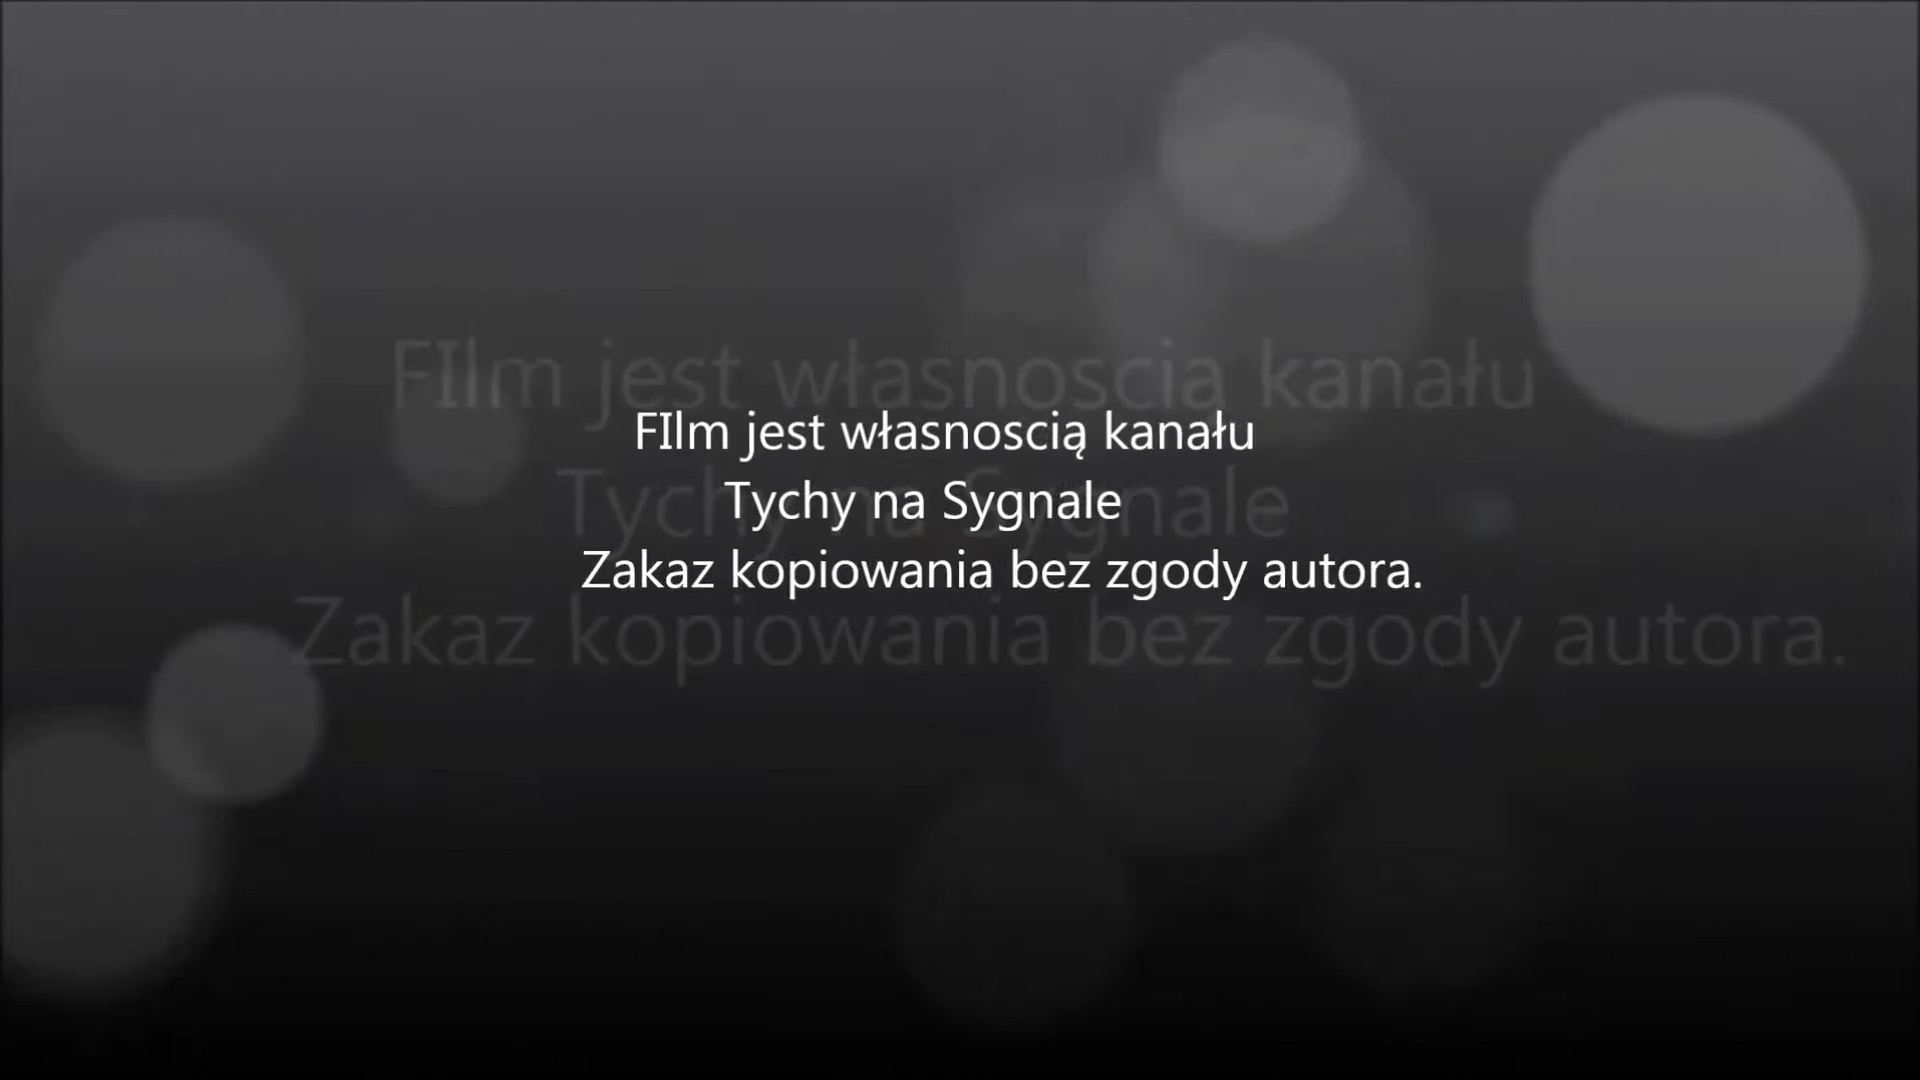 FIlm jest własnoscią kanału
Tychy na Sygnale
Zakaz kopiowania bez zgody autora.